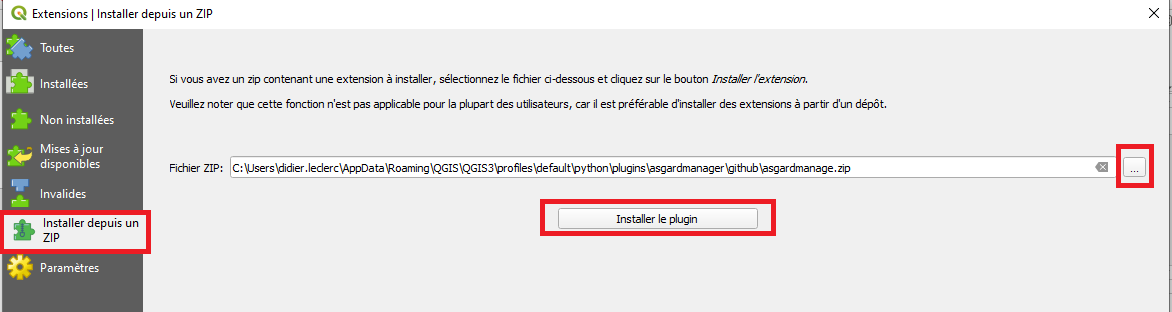 Extensions | Installer depuis un ZIP
Toutes
Installées
Non installées
Mises à jour
disponibles
Invalides
Installer depuis un
ZIP
Paramètres
Si vous avez un zip contenant une extension à installer, sélectionnez le fichier ci-dessous et cliquez sur le bouton Installer l'extension.
Veuillez noter que cette fonction n'est pas applicable pour la plupart des utilisateurs, car il est préférable d'installer des extensions à partir d'un dépôt.
Fichier ZIP: C:\Users\didier.leclerc\AppData\Roaming\QGIS\QGIS3\profiles\default\python\plugins\asgardmanager\github\asgardmanage.zip ...
Installer le plugin